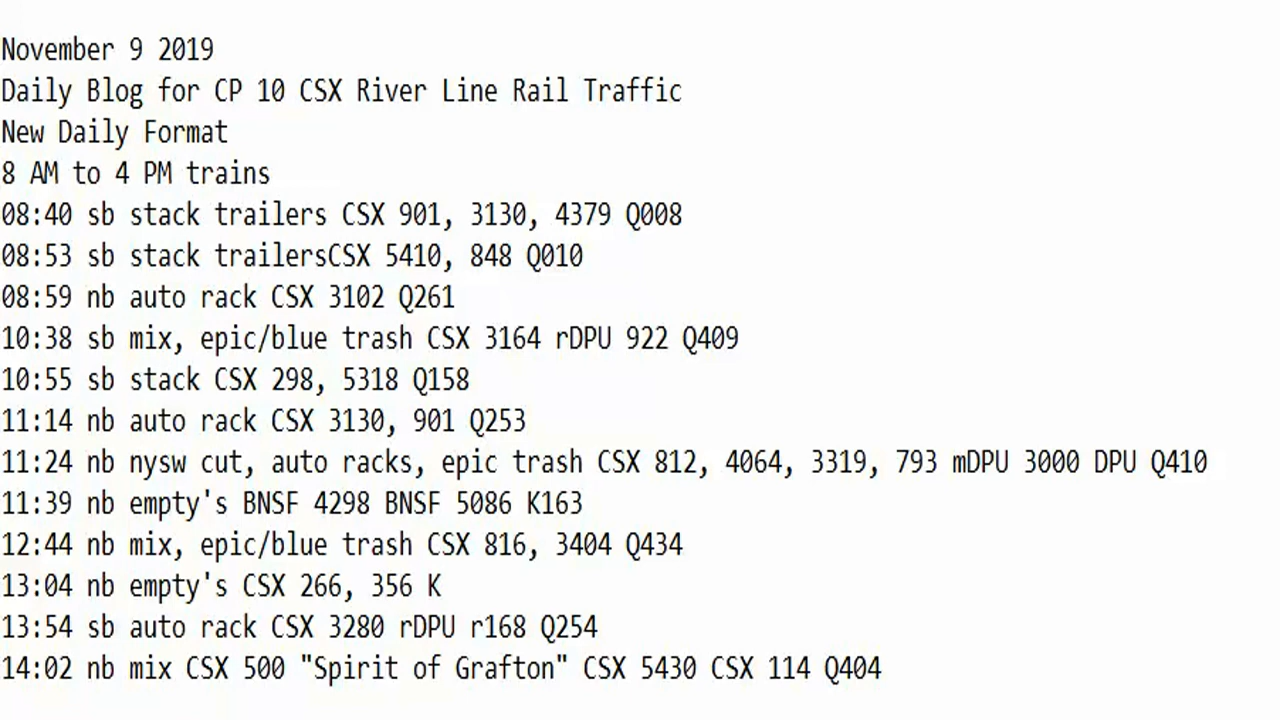 November 9 2019
Daily Blog for CP 10 CSX River Line Rail Traffic
New Daily Format
8 AM to 4 PM trains
08:40 sb stack trailers CSX 901, 3130, 4379 Q008
08:53 sb stack trailersCSX 5410, 848 Q010
08:59 nb auto rack CSX 3102 Q261
10:38 sb mix, epic/blue trash CSX 3164 rDPU 922 Q409
10:55 sb stack CSX 298, 5318 Q158
11:14 nb auto rack CSX 3130, 901 Q253
11:24 nb nysw cut, auto racks, epic trash CSX 812, 4064, 3319, 793 mDPU 3000 DPU Q410
11:39 nb empty's BNSF 4298 BNSF 5086 K163
12:44 nb mix, epic/blue trash CSX 816, 3404 Q434
13:04 nb empty's CSX 266, 356 K
13:54 sb auto rack CSX 3280 rDPU r168 Q254
14:02 nb mix CSX 500 "Spirit of Grafton" CSX 5430 CSX 114 Q404